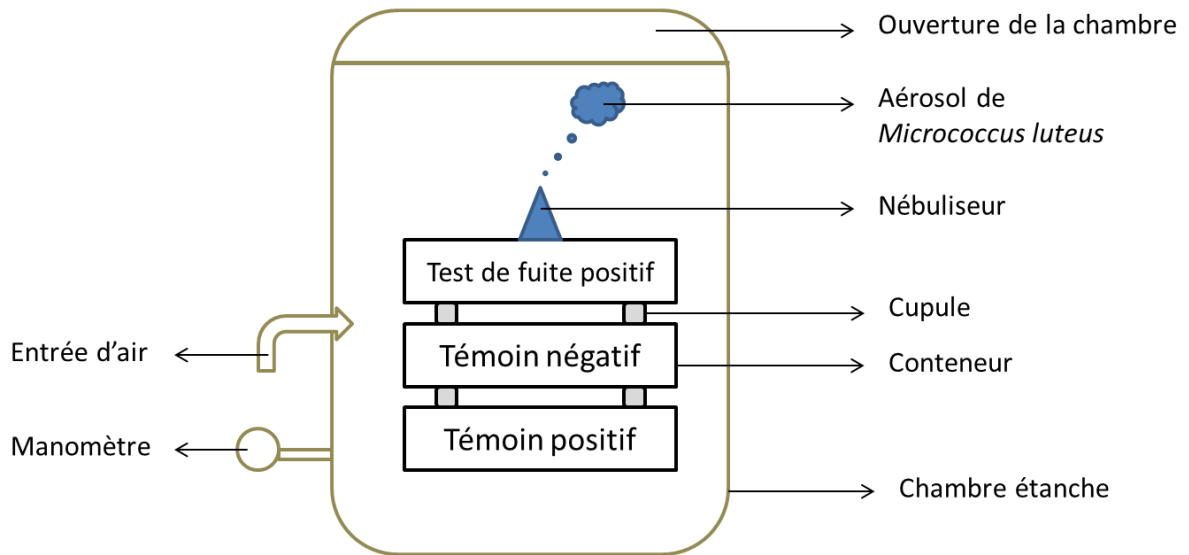 Ouverture de la chambre
Aérosol de
Micrococcus luteus
Nébuliseur
Test de fuite positif
Cupule
Témoin négatif
Entrée d'air
Conteneur
Témoin positif
Manomètre
Chambre étanche